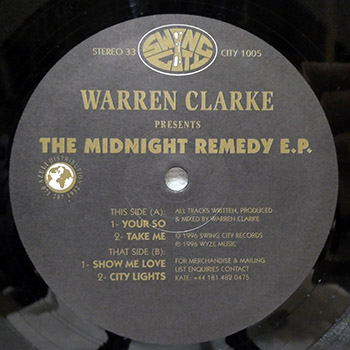 SWING
CITY
STEREO 33
CITY 1005
WARREN CLARKE
PRESENTS
THE MIDNIGHT REMEDY E.P.
THIS SIDE (A):
1- YOUR SO
2- TAKE ME
THAT SIDE (B):
1- SHOW ME LOVE
2- CITY LIGHTS
ALL TRACKS WRITTEN, PRODUCED
& MIXED BY WARREN CLARKE
℗ 1996 SWING CITY RECORDS
© 1996 WYZE MUSIC
FOR MERCHANDISE & MAILING
LIST ENQUIRIES CONTACT
KATE: +44 181 482 0475